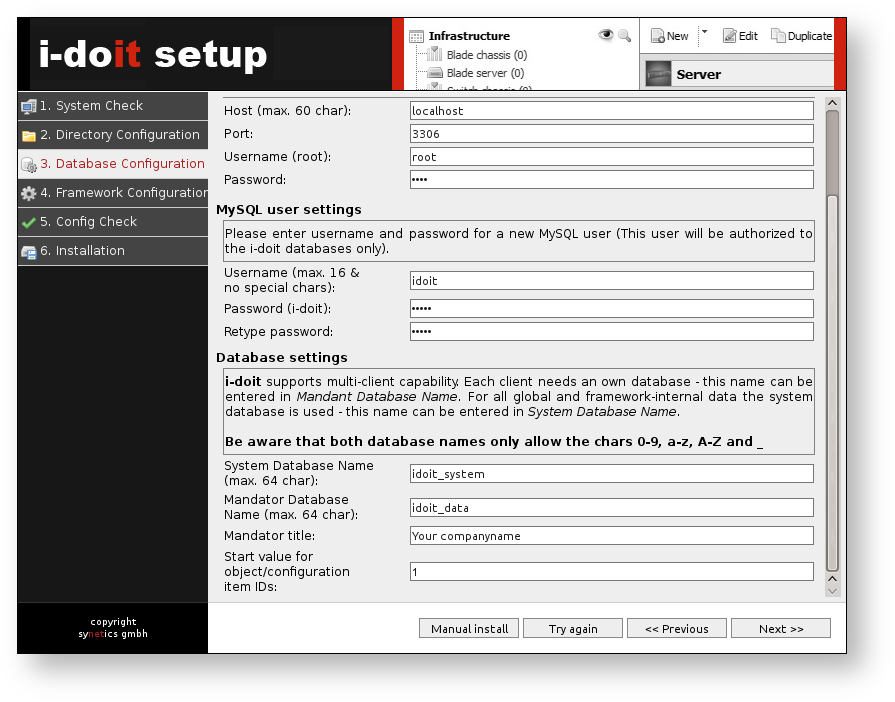 i-doit setup
Infrastructure
Blade chassis (0)
Blade server (0)
Switch chassis (0)
New
Edit
Duplicate
Server
1. System Check
2. Directory Configuration
3. Database Configuration
4. Framework Configuration
5. Config Check
6. Installation
Host (max. 60 char):
localhost
Port:
3306
Username (root):
root
Password:
••••
MySQL user settings
Please enter username and password for a new MySQL user (This user will be authorized to
the i-doit databases only).
Username (max. 16 &
no special chars):
idoit
Password (i-doit):
•••••
Retype password:
•••••
Database settings
i-doit supports multi-client capability. Each client needs an own database - this name can be
entered in Mandant Database Name. For all global and framework-internal data the system
database is used - this name can be entered in System Database Name.
Be aware that both database names only allow the chars 0-9, a-z, A-Z and _
System Database Name
(max. 64 char):
idoit_system
Mandator Database
Name (max. 64 char):
idoit_data
Mandator title:
Your companyname
Start value for
object/configuration
item IDs:
1
copyright
synetics gmbh
Manual install
Try again
<< Previous
Next >>